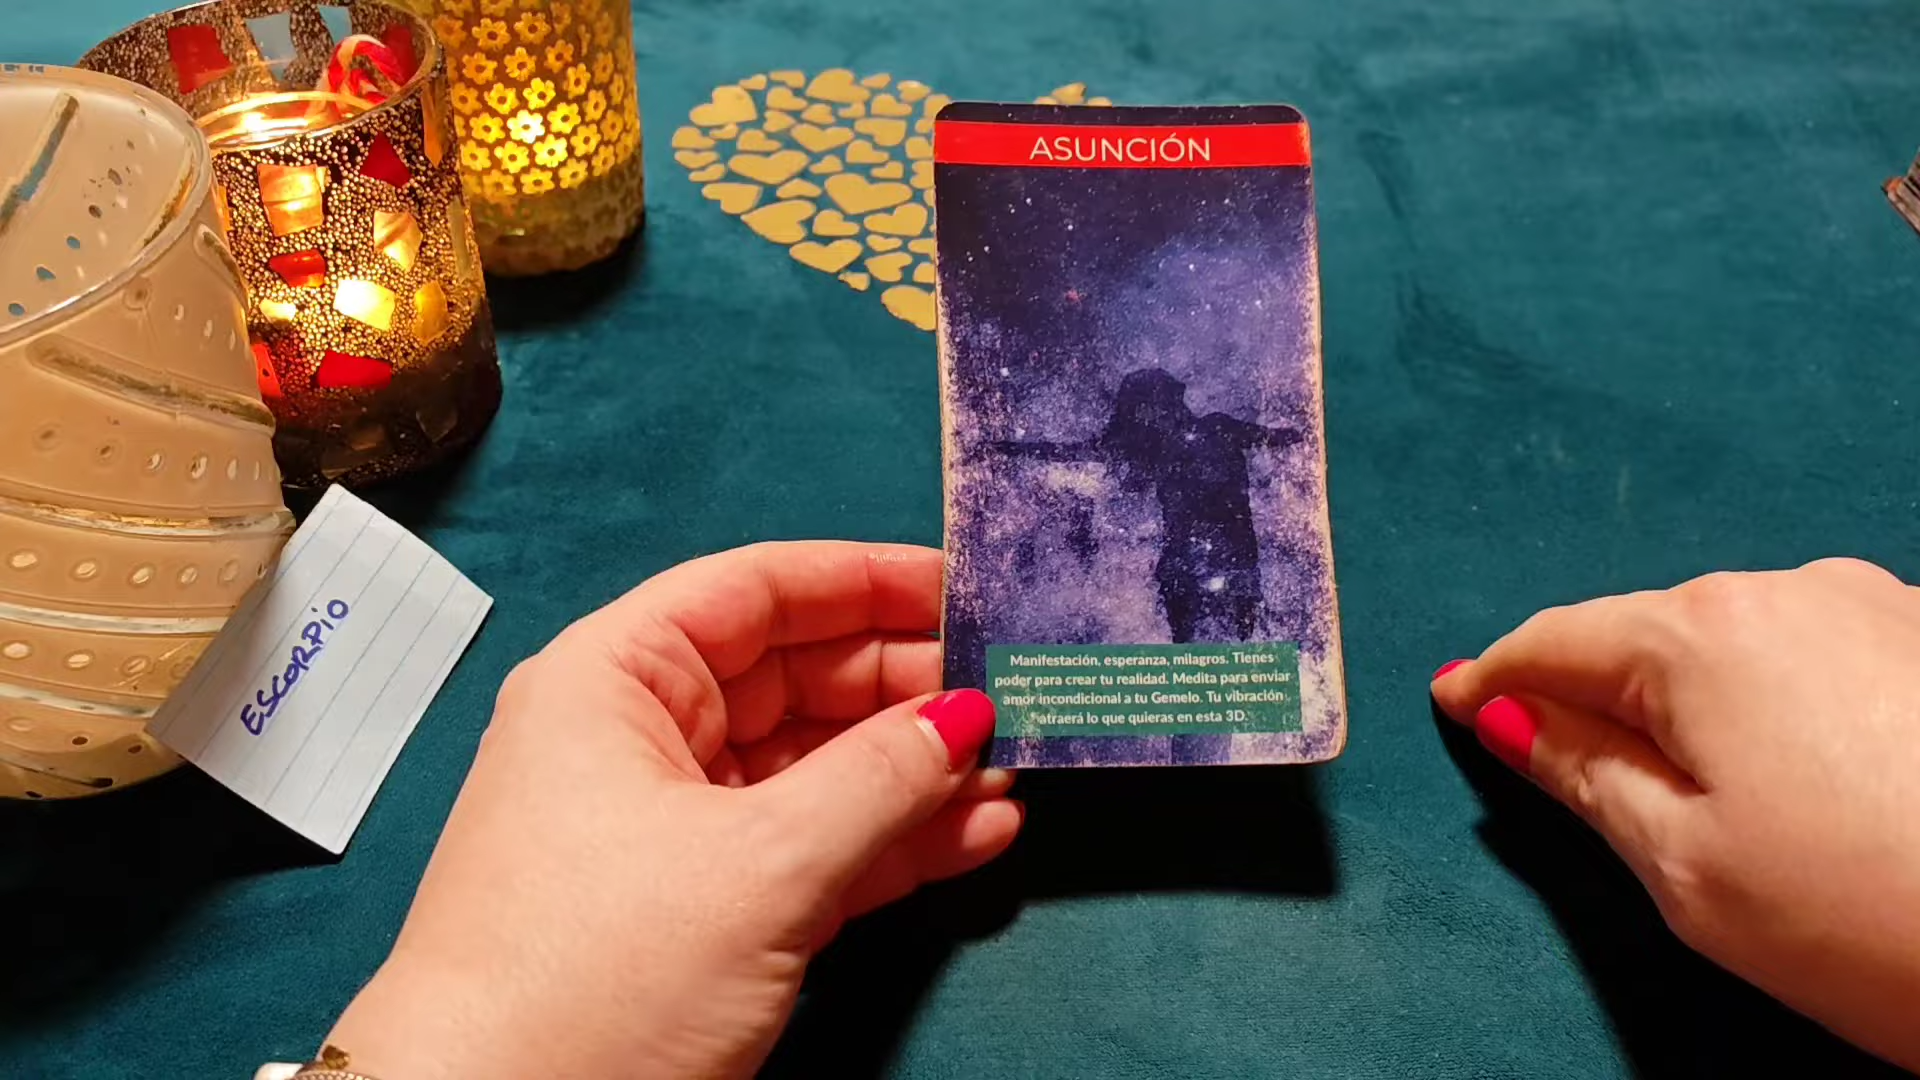 ASUNCIÓN
Manifestación, esperanza, milagros. Tienes
poder para crear tu realidad. Medita para enviar
amor incondicional a tu Gemelo. Tu vibración
atraerá lo que quieras en esta 3D.
ESCORPiO